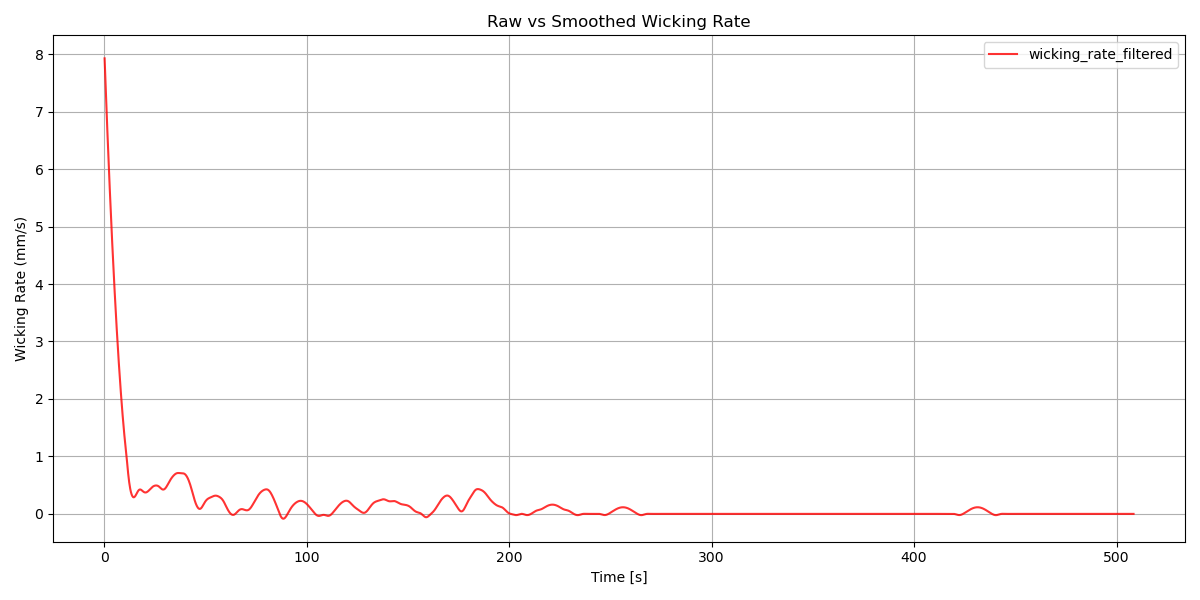 Raw vs Smoothed Wicking Rate
wicking_rate_filtered
Wicking Rate (mm/s)
8
7
6
5
4
3
2
1
0
0 100 200 300 400 500
Time [s]